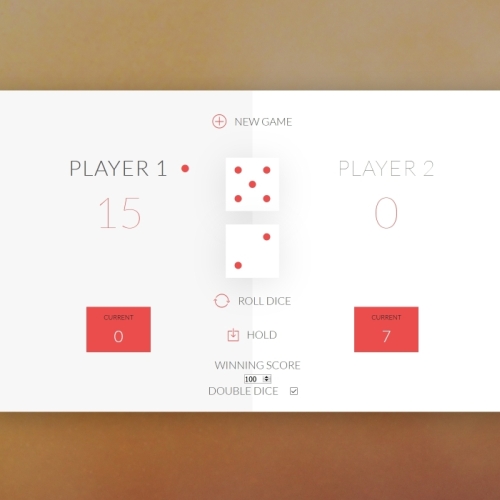 NEW GAME
PLAYER 1
15
PLAYER 2
0
ROLL DICE
CURRENT
0
CURRENT
7
HOLD
WINNING SCORE
100
DOUBLE DICE